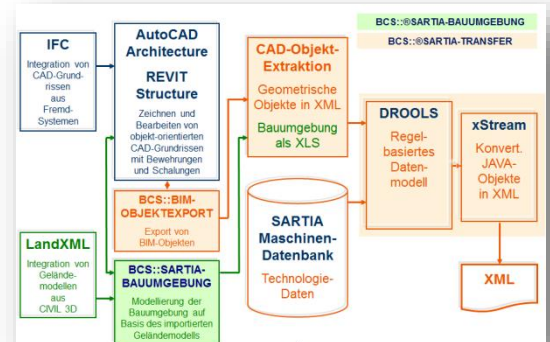 BCS::®SARTIA-BAUUMGEBUNG
BCS::®SARTIA-TRANSFER
IFC
Integration von
CAD-Grund-
rissen
aus
Fremd-
Systemen
AutoCAD
Architecture
REVIT
Structure
Zeichnen und
Bearbeiten von
objekt-orientierten
CAD-Grundrissen
mit Bewehrungen
und Schalungen
CAD-Objekt-
Extraktion
Geometrische
Objekte in XML
Bauumgebung
als XLS
DROOLS
Regel-
basiertes
Daten-
modell
xStream
Konvert.
JAVA-
Objekte
in XML
BCS::BIM-
OBJEKTEXPORT
Export von
BIM-Objekten
SARTIA
Maschinen-
Datenbank
Technologie-
Daten
LandXML
Integration von
Gelände-
modellen
aus
CIVIL 3D
BCS::SARTIA-
BAUUMGEBUNG
Modellierung der
Bauumgebung auf
Basis des importierten
Geländemodells
XML